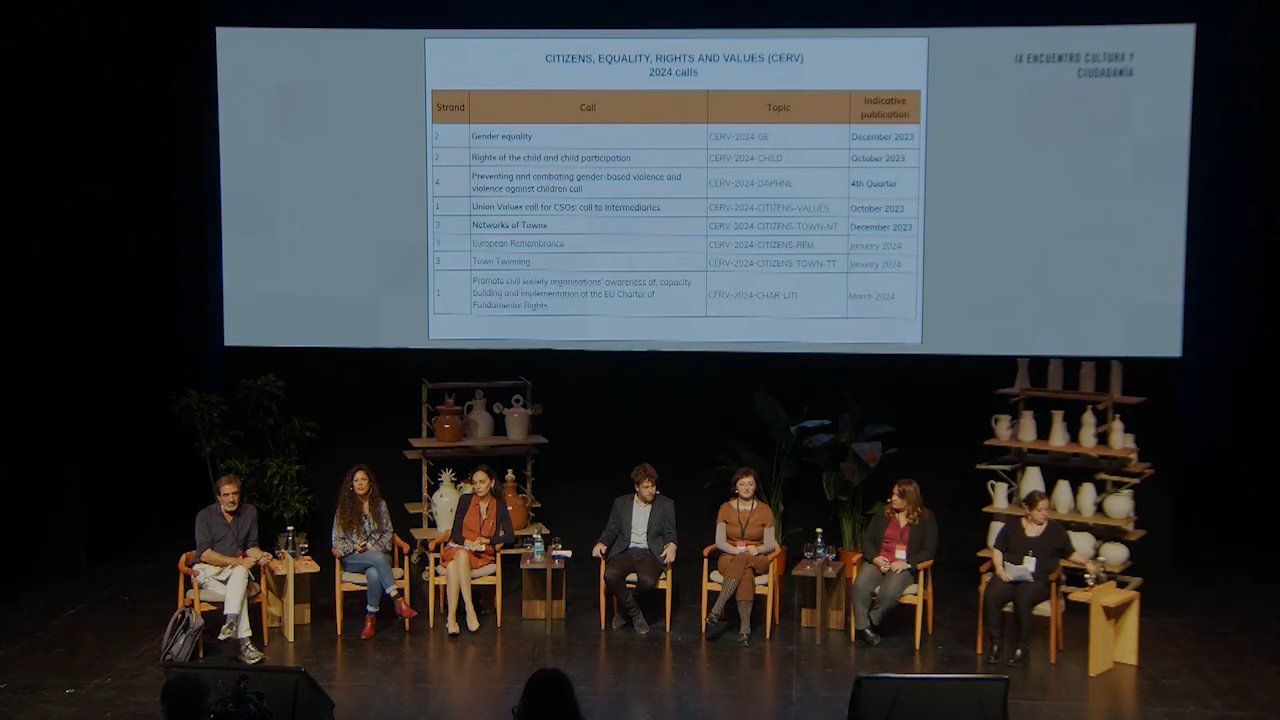 CITIZENS, EQUALITY, RIGHTS AND VALUES (CERV)
2024 calls
IX ENCUENTRO CULTURA Y
CIUDADANÍA
Strand Call Topic Indicative publication
2 Gender equality CERV-2024-GE December 2023
2 Rights of the child and child participation CERV-2024-CHILD October 2023
4 Preventing and combating gender-based violence and
violence against children call CERV-2024-DAPHNE 4th Quarter
1 Union Values call for CSOs: call to intermediaries CERV-2024-CITIZENS-VALUES October 2023
3 Networks of Towns CERV-2024-CITIZENS-TOWN-NT December 2023
3 European Remembrance CERV-2024-CITIZENS-REM January 2024
3 Town Twinning CERV-2024-CITIZENS-TOWN-TT January 2024
1 Promote civil society organisations' awareness of, capacity
building and implementation of the EU Charter of
Fundamental Rights CERV-2024-CHAR-LITI March 2024